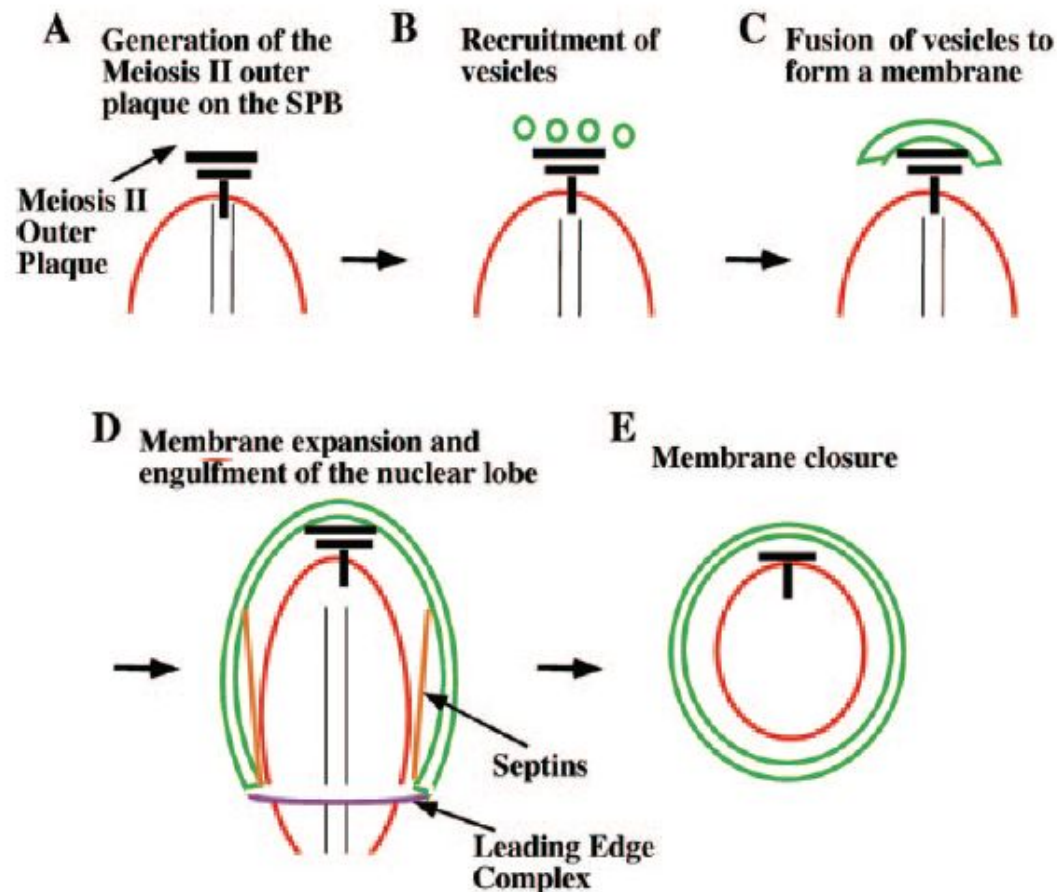 A Generation of the
Meiosis II outer
plaque on the SPB
Meiosis II
Outer
Plaque
B Recruitment of
vesicles
C Fusion of vesicles to
form a membrane
D Membrane expansion and
engulfment of the nuclear lobe
Septins
Leading Edge
Complex
E Membrane closure